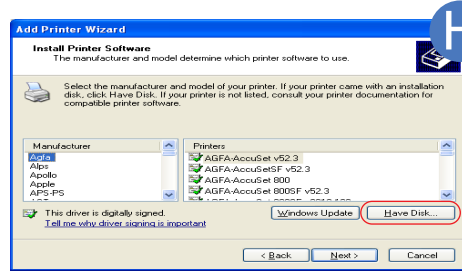 Add Printer Wizard
H
Install Printer Software
The manufacturer and model determine which printer software to use.
Select the manufacturer and model of your printer. If your printer came with an installation
disk, click Have Disk. If your printer is not listed, consult your printer documentation for
compatible printer software.
Manufacturer
Agfa
Alps
Apollo
Apple
APS-PS
Printers
AGFA-AccuSet v52.3
AGFA-AccuSetSF v52.3
AGFA-AccuSet 800
AGFA-AccuSet 800SF v52.3
This driver is digitally signed.
Tell me why driver signing is important
Windows Update
Have Disk...
< Back
Next >
Cancel